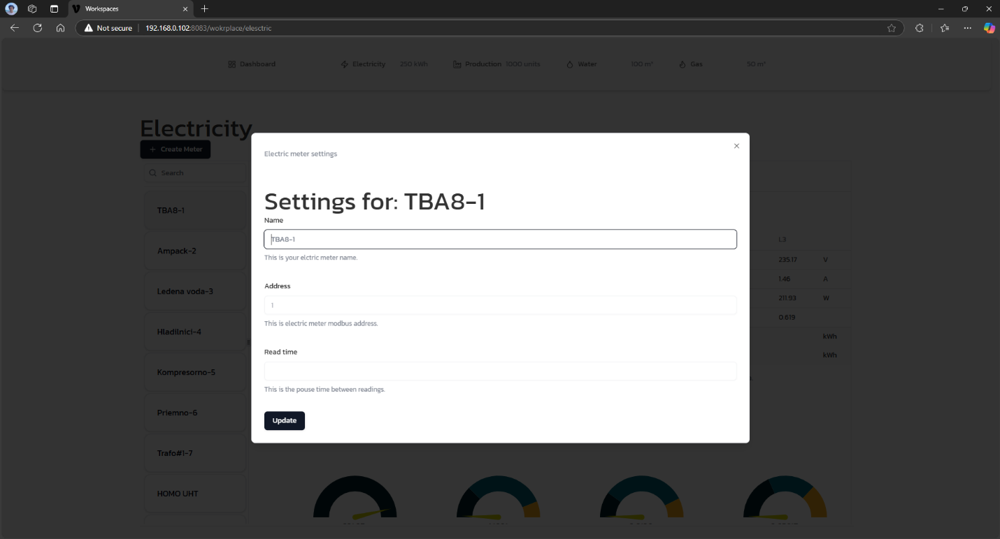 Workspaces
Not secure 192.168.0.102:8083/wokrplace/elesctric
Dashboard Electricity 250 kWh Production 1000 units Water 100 m³ Gas 50 m³
Electricity
+ Create Meter
Search
TBA8-1
Ampack-2
Ledena voda-3
Hladilnici-4
Kompresorno-5
Priemno-6
Trafo#1-7
HOMO UHT
Electric meter settings
Settings for: TBA8-1
Name
TBA8-1
This is your elctric meter name.
Address
1
This is electric meter modbus address.
Read time
This is the pouse time between readings.
Update
L3
235.17 V
1.46 A
211.93 W
0.619
kWh
kWh